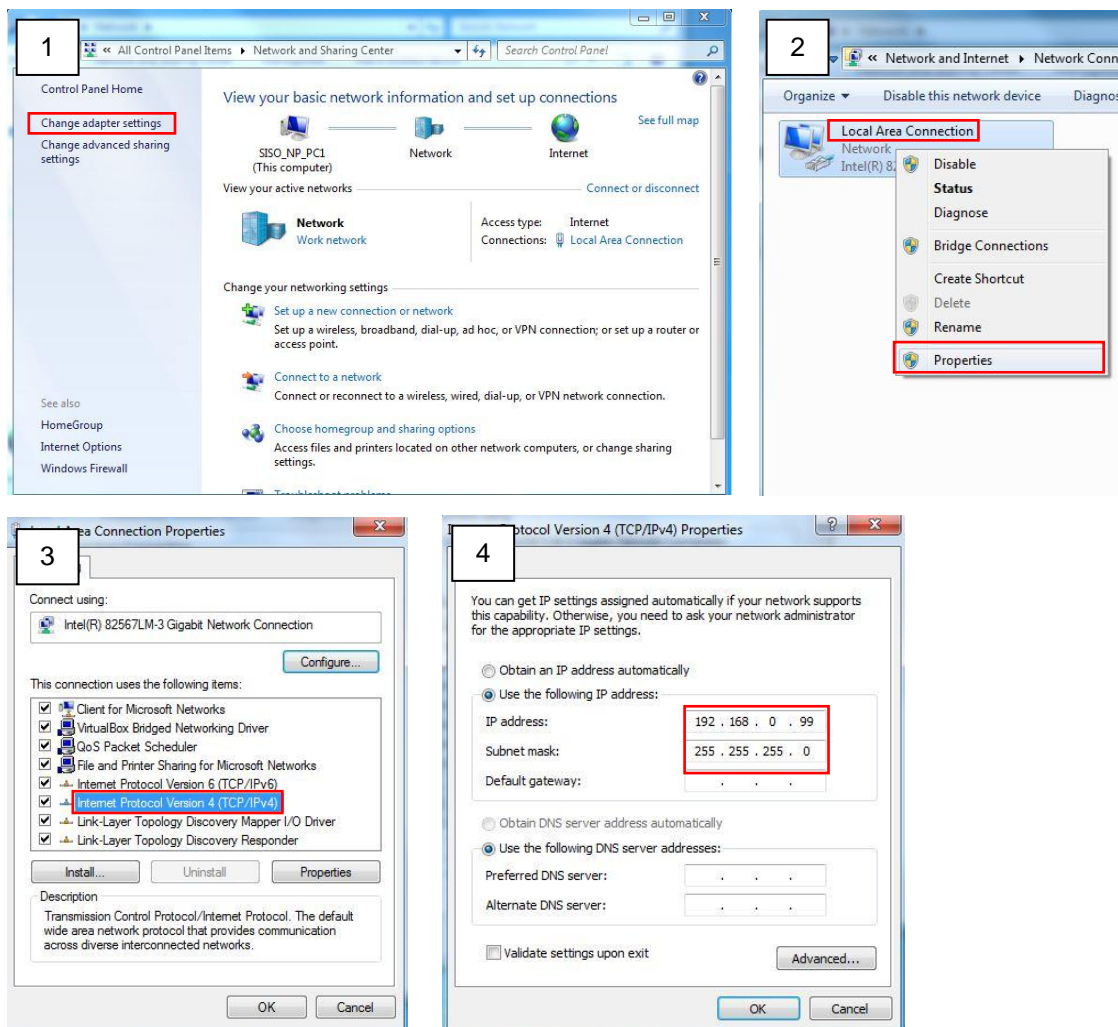 1
« All Control Panel Items ▸ Network and Sharing Center
Search Control Panel
Control Panel Home
Change adapter settings
Change advanced sharing
settings
See also
HomeGroup
Internet Options
Windows Firewall
View your basic network information and set up connections
See full map
SISO_NP_PC1
(This computer)
Network
Internet
View your active networks
Connect or disconnect
Network
Work network
Access type: Internet
Connections: Local Area Connection
Change your networking settings
Set up a new connection or network
Set up a wireless, broadband, dial-up, ad hoc, or VPN connection; or set up a router or
access point.
Connect to a network
Connect or reconnect to a wireless, wired, dial-up, or VPN network connection.
Choose homegroup and sharing options
Access files and printers located on other network computers, or change sharing
settings.
Troubleshoot problems
2
« Network and Internet ▸ Network Conn
Organize Disable this network device Diagnos
Local Area Connection
Network
Intel(R) 82
Disable
Status
Diagnose
Bridge Connections
Create Shortcut
Delete
Rename
Properties
3
ea Connection Properties
Connect using:
Intel(R) 82567LM-3 Gigabit Network Connection
Configure...
This connection uses the following items:
Client for Microsoft Networks
VirtualBox Bridged Networking Driver
QoS Packet Scheduler
File and Printer Sharing for Microsoft Networks
Internet Protocol Version 6 (TCP/IPv6)
Internet Protocol Version 4 (TCP/IPv4)
Link-Layer Topology Discovery Mapper I/O Driver
Link-Layer Topology Discovery Responder
Install... Uninstall Properties
Description
Transmission Control Protocol/Internet Protocol. The default
wide area network protocol that provides communication
across diverse interconnected networks.
OK Cancel
4
otocol Version 4 (TCP/IPv4) Properties
You can get IP settings assigned automatically if your network supports
this capability. Otherwise, you need to ask your network administrator
for the appropriate IP settings.
Obtain an IP address automatically
Use the following IP address:
IP address: 192 . 168 . 0 . 99
Subnet mask: 255 . 255 . 255 . 0
Default gateway: . . .
Obtain DNS server address automatically
Use the following DNS server addresses:
Preferred DNS server: . . .
Alternate DNS server: . . .
Validate settings upon exit
Advanced...
OK Cancel